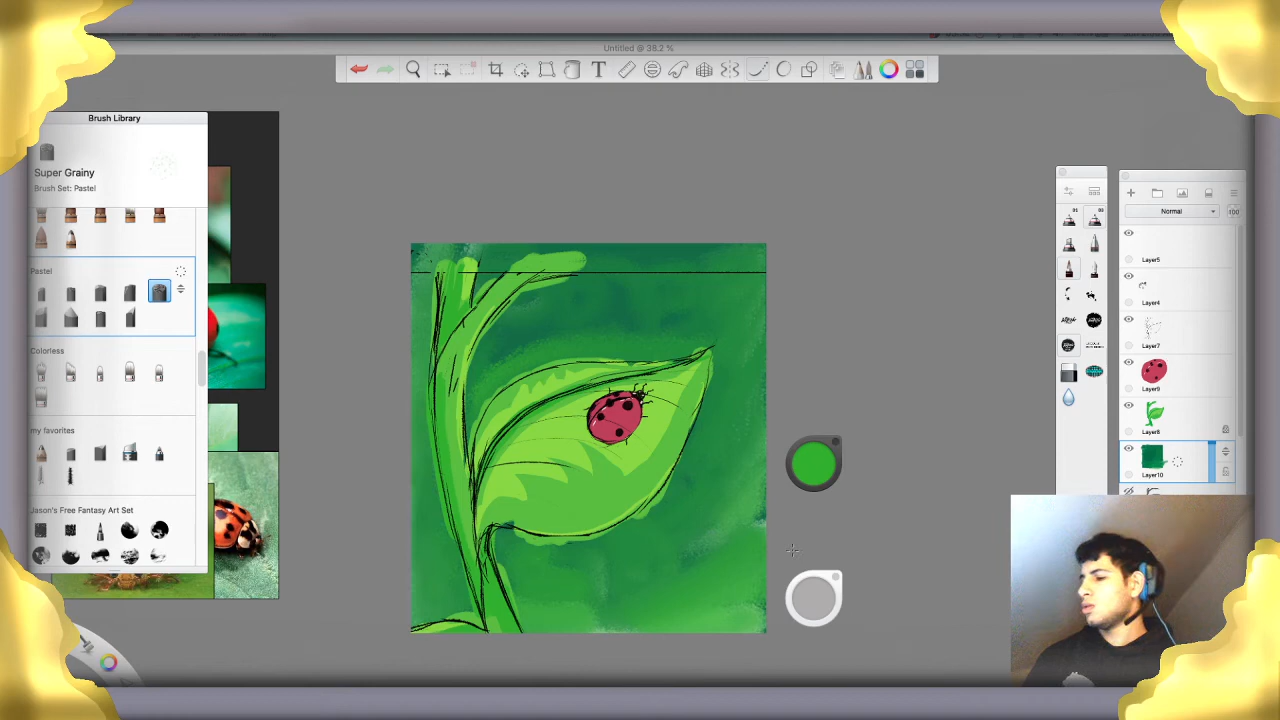 Untitled @ 38.2 %
Brush Library
Super Grainy
Brush Set: Pastel
Pastel
Colorless
my favorites
Jason's Free Fantasy Art Set
Normal
100
Layer5
Layer4
Layer7
Layer9
Layer8
Layer10